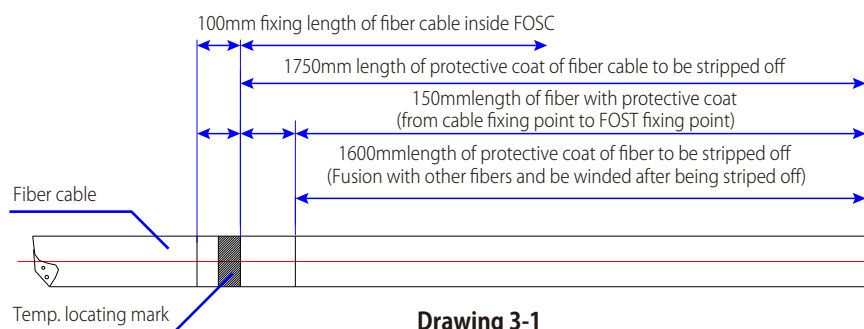 100mm fixing length of fiber cable inside FOSC
1750mm length of protective coat of fiber cable to be stripped off
150mmlength of fiber with protective coat
(from cable fixing point to FOST fixing point)
1600mmlength of protective coat of fiber to be stripped off
(Fusion with other fibers and be winded after being striped off)
Fiber cable
Temp. locating mark
Drawing 3-1